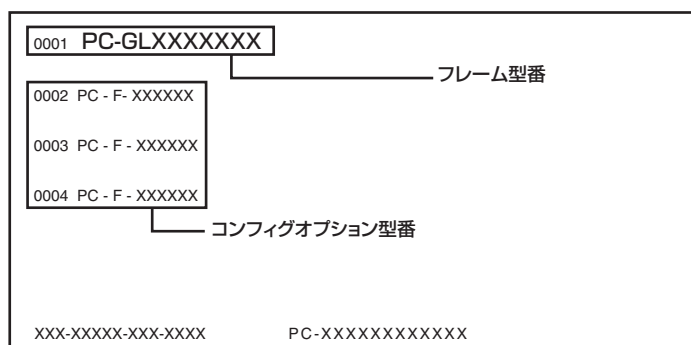 0001 PC-GLXXXXXXX
フレーム型番
0002 PC - F- XXXXXX
0003 PC - F - XXXXXX
0004 PC - F - XXXXXX
コンフィグオプション型番
XXX-XXXXX-XXX-XXXX PC-XXXXXXXXXXXX